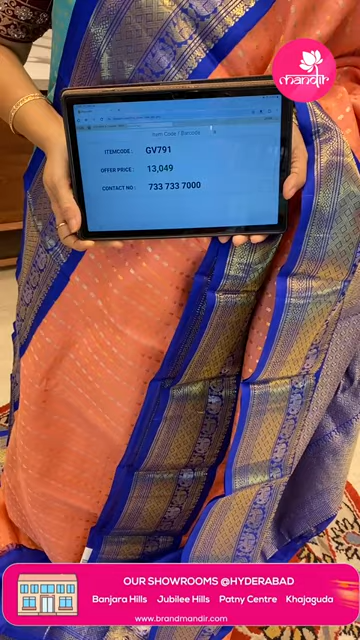 mandir
Item Code / Barcode
ITEMCODE : GV791
OFFER PRICE : 13,049
CONTACT NO : 733 733 7000
OUR SHOWROOMS @HYDERABAD
Banjara Hills Jubilee Hills Patny Centre Khajaguda
www.brandmandir.com